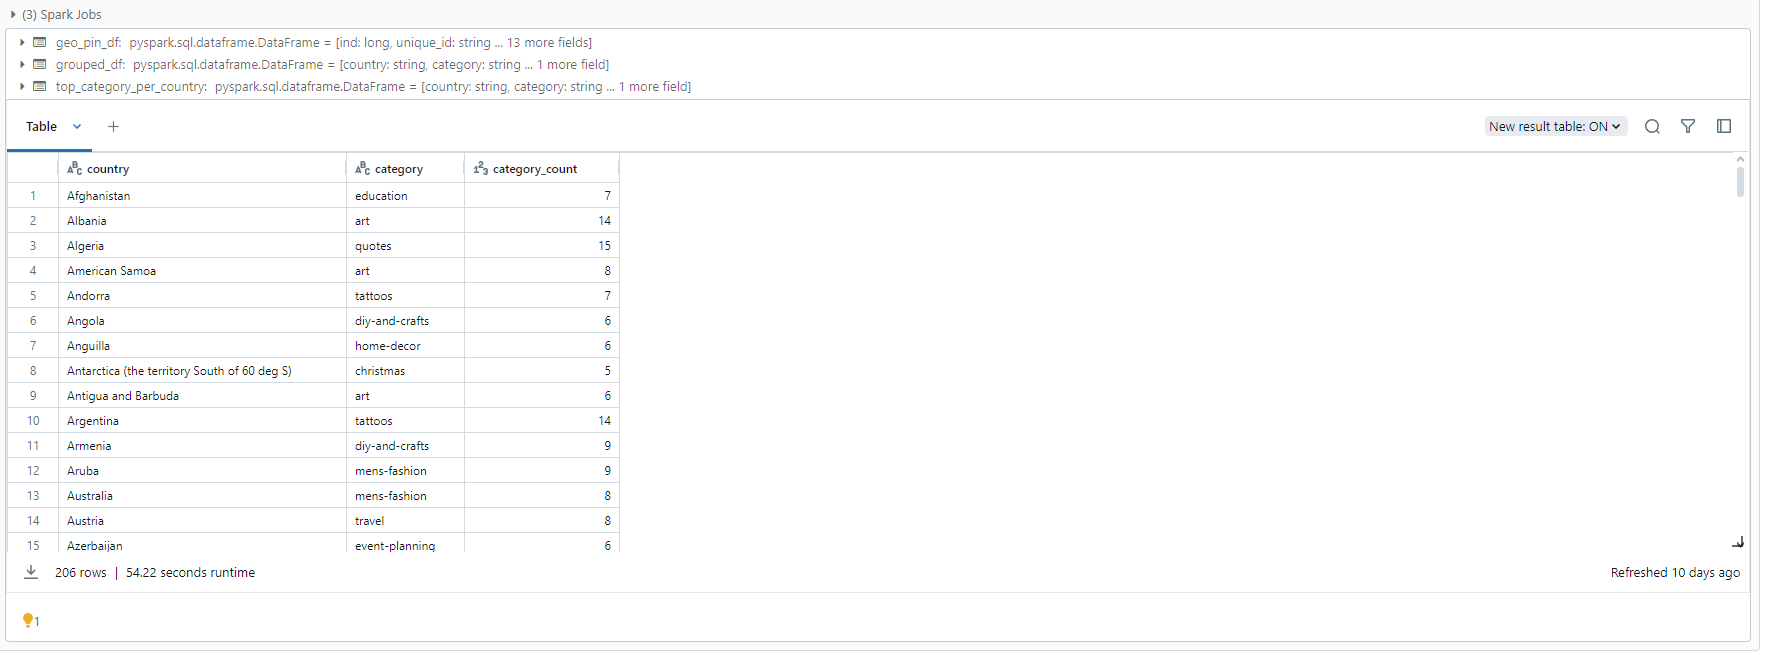 (3) Spark Jobs
geo_pin_df: pyspark.sql.dataframe.DataFrame = [ind: long, unique_id: string ... 13 more fields]
grouped_df: pyspark.sql.dataframe.DataFrame = [country: string, category: string ... 1 more field]
top_category_per_country: pyspark.sql.dataframe.DataFrame = [country: string, category: string ... 1 more field]
Table New result table: ON
country category category_count
1 Afghanistan education 7
2 Albania art 14
3 Algeria quotes 15
4 American Samoa art 8
5 Andorra tattoos 7
6 Angola diy-and-crafts 6
7 Anguilla home-decor 6
8 Antarctica (the territory South of 60 deg S) christmas 5
9 Antigua and Barbuda art 6
10 Argentina tattoos 14
11 Armenia diy-and-crafts 9
12 Aruba mens-fashion 9
13 Australia mens-fashion 8
14 Austria travel 8
15 Azerbaijan event-planning 6
206 rows | 54.22 seconds runtime Refreshed 10 days ago
1